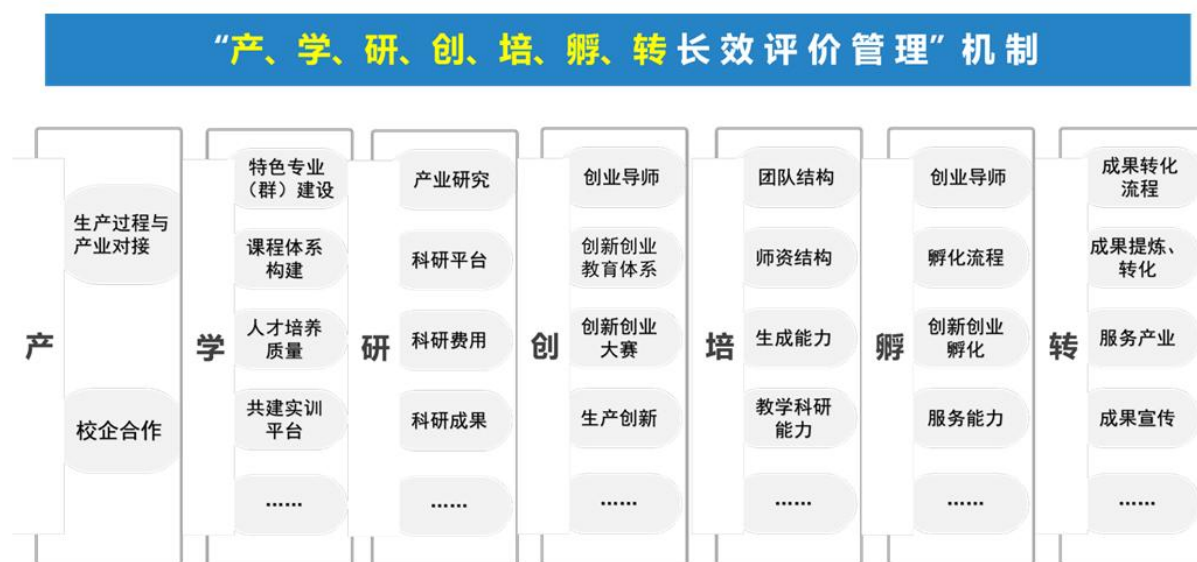 “产、学、研、创、培、孵、转长效评价管理”机制
产
生产过程与
产业对接
校企合作
学
特色专业
（群）建设
课程体系
构建
人才培养
质量
共建实训
平台
……
研
产业研究
科研平台
科研费用
科研成果
……
创
创业导师
创新创业
教育体系
创新创业
大赛
生产创新
……
培
团队结构
师资结构
生成能力
教学科研
能力
……
孵
创业导师
孵化流程
创新创业
孵化
服务能力
……
转
成果转化
流程
成果提炼、
转化
服务产业
成果宣传
……